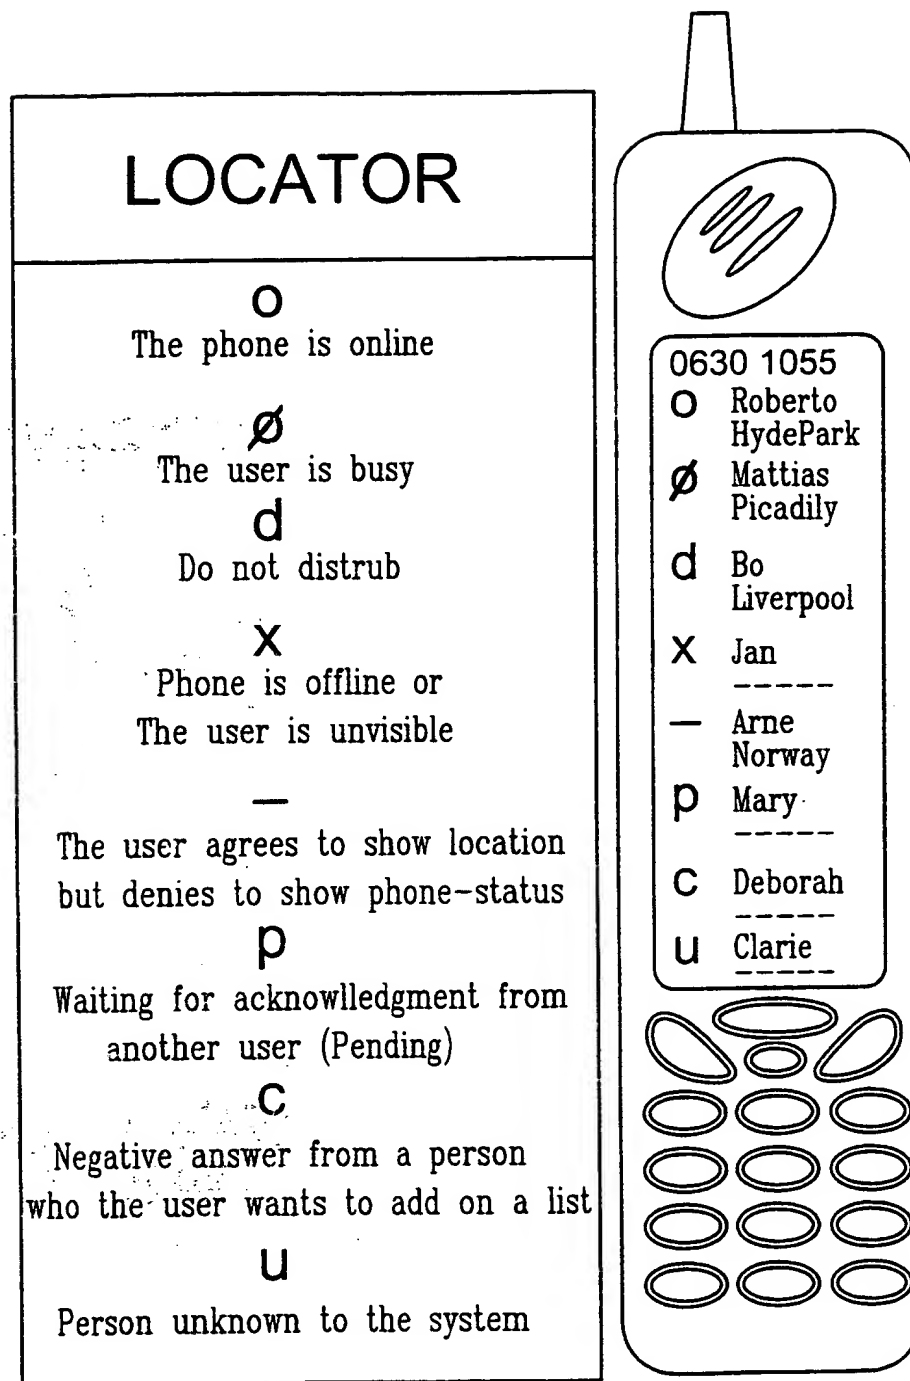 LOCATOR
o
The phone is online
ø
The user is busy
d
Do not distrub
x
Phone is offline or
The user is unvisible
—
The user agrees to show location
but denies to show phone-status
p
Waiting for acknowlledgment from
another user (Pending)
c
Negative answer from a person
who the user wants to add on a list
u
Person unknown to the system
0630 1055
o Roberto
HydePark
ø Mattias
Picadily
d Bo
Liverpool
x Jan
-----
— Arne
Norway
p Mary
-----
c Deborah
-----
u Clarie
-----